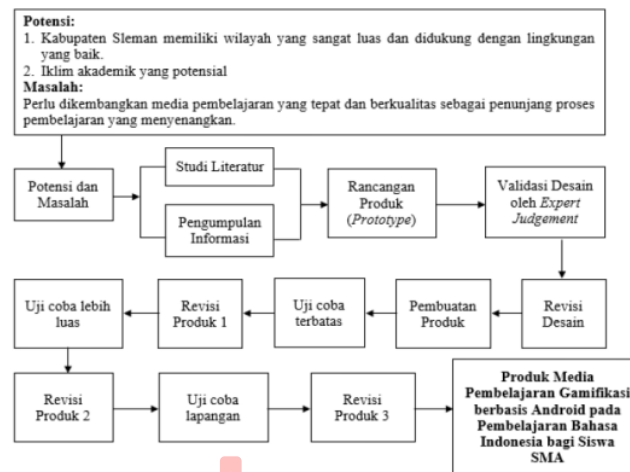 Potensi:
1. Kabupaten Sleman memiliki wilayah yang sangat luas dan didukung dengan lingkungan
yang baik.
2. Iklim akademik yang potensial
Masalah:
Perlu dikembangkan media pembelajaran yang tepat dan berkualitas sebagai penunjang proses
pembelajaran yang menyenangkan.
Potensi dan
Masalah
Studi Literatur
Pengumpulan
Informasi
Rancangan
Produk
(Prototype)
Validasi Desain
oleh Expert
Judgement
Revisi
Desain
Pembuatan
Produk
Uji coba
terbatas
Revisi
Produk 1
Uji coba lebih
luas
Revisi
Produk 2
Uji coba
lapangan
Revisi
Produk 3
Produk Media
Pembelajaran Gamifikasi
berbasis Android pada
Pembelajaran Bahasa
Indonesia bagi Siswa
SMA